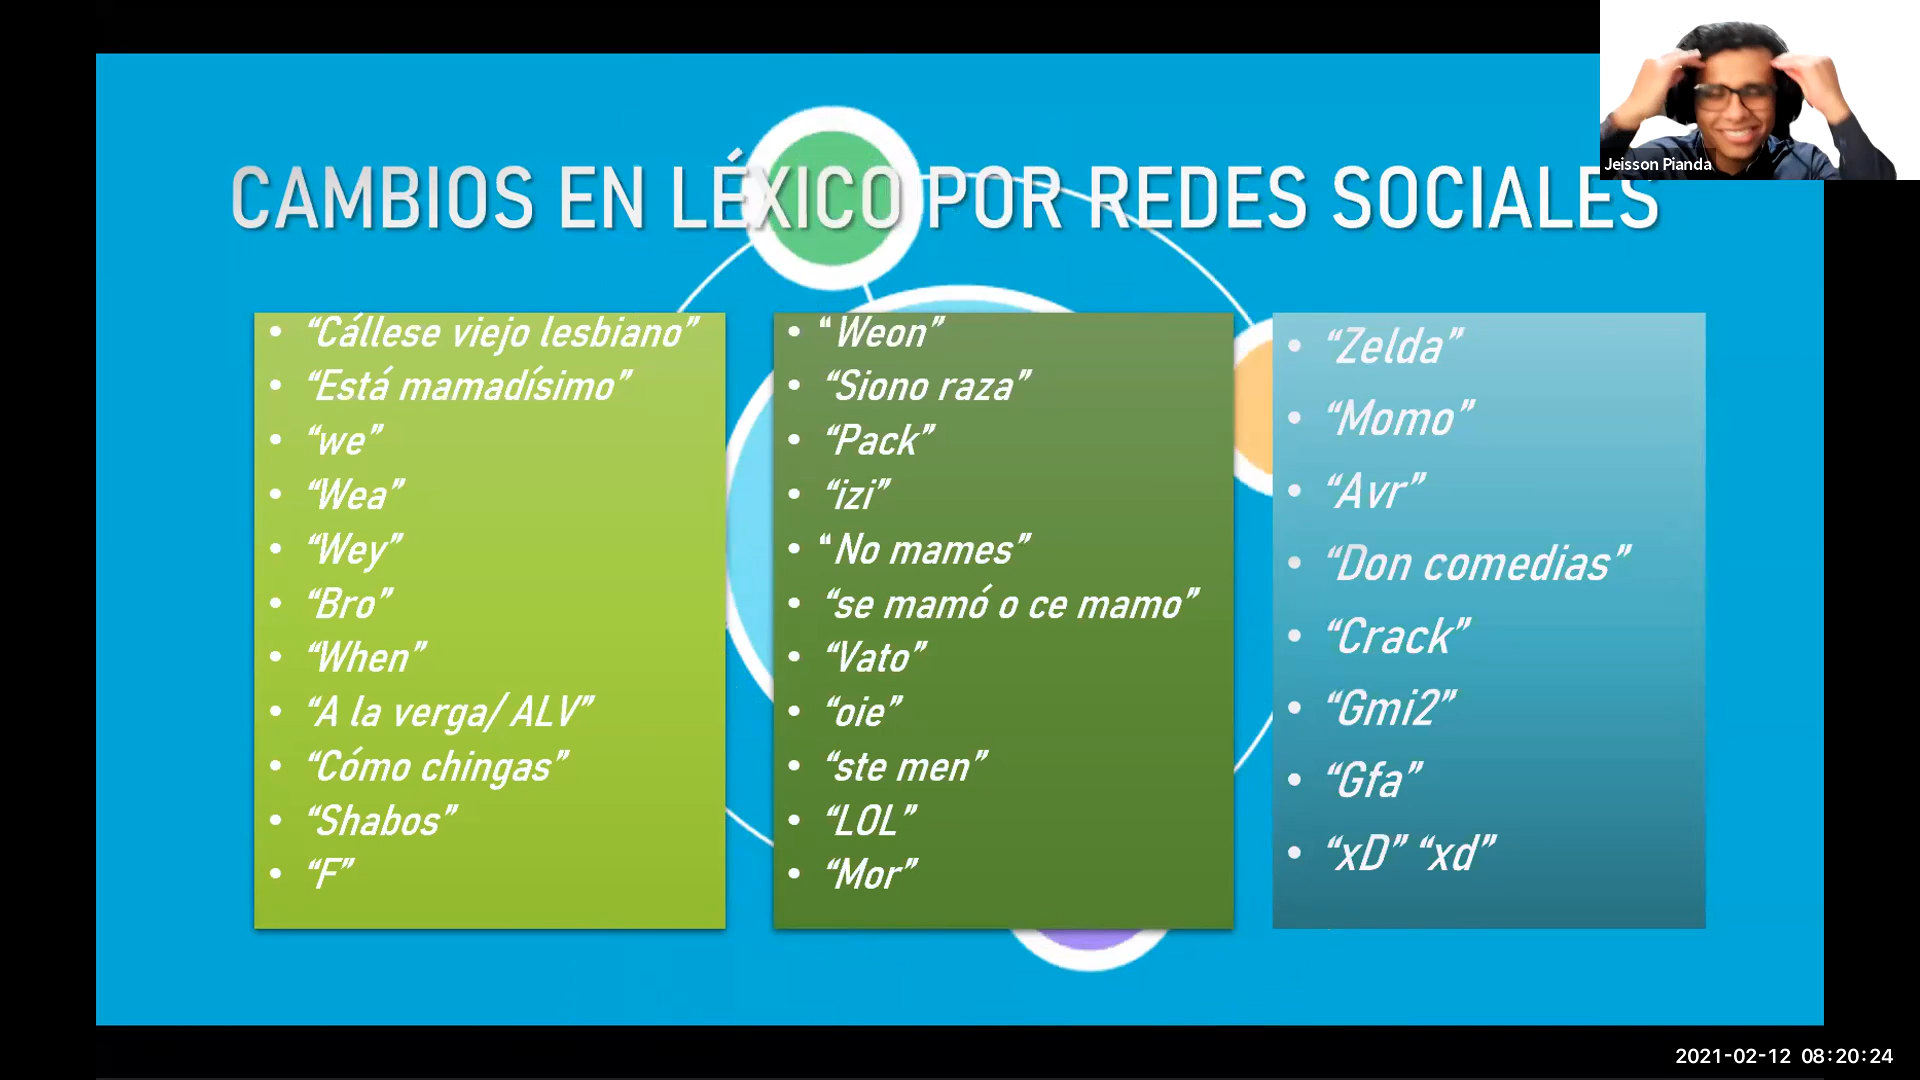 Jeisson Pianda
CAMBIOS EN LÉXICO POR REDES SOCIALES
• “Cállese viejo lesbiano”
• “Está mamadísimo”
• “we”
• “Wea”
• “Wey”
• “Bro”
• “When”
• “A la verga/ ALV”
• “Cómo chingas”
• “Shabos”
• “F”
• “ Weon”
• “Siono raza”
• “Pack”
• “izi”
• “ No mames”
• “se mamó o ce mamo”
• “Vato”
• “oie”
• “ste men”
• “LOL”
• “Mor”
• “Zelda”
• “Momo”
• “Avr”
• “Don comedias”
• “Crack”
• “Gmi2”
• “Gfa”
• “xD” “xd”
2021-02-12 08:20:24